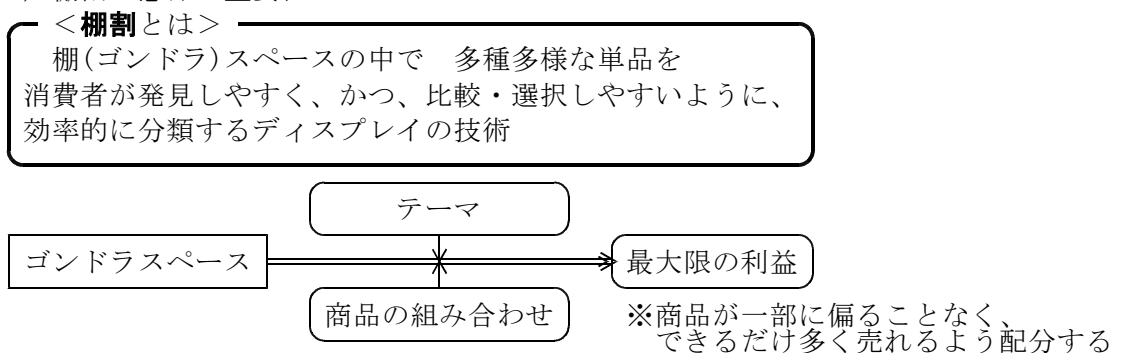 ＜棚割とは＞
棚(ゴンドラ)スペースの中で　多種多様な単品を
消費者が発見しやすく、かつ、比較・選択しやすいように、
効率的に分類するディスプレイの技術
テーマ
ゴンドラスペース
最大限の利益
商品の組み合わせ
※商品が一部に偏ることなく、
できるだけ多く売れるよう配分する